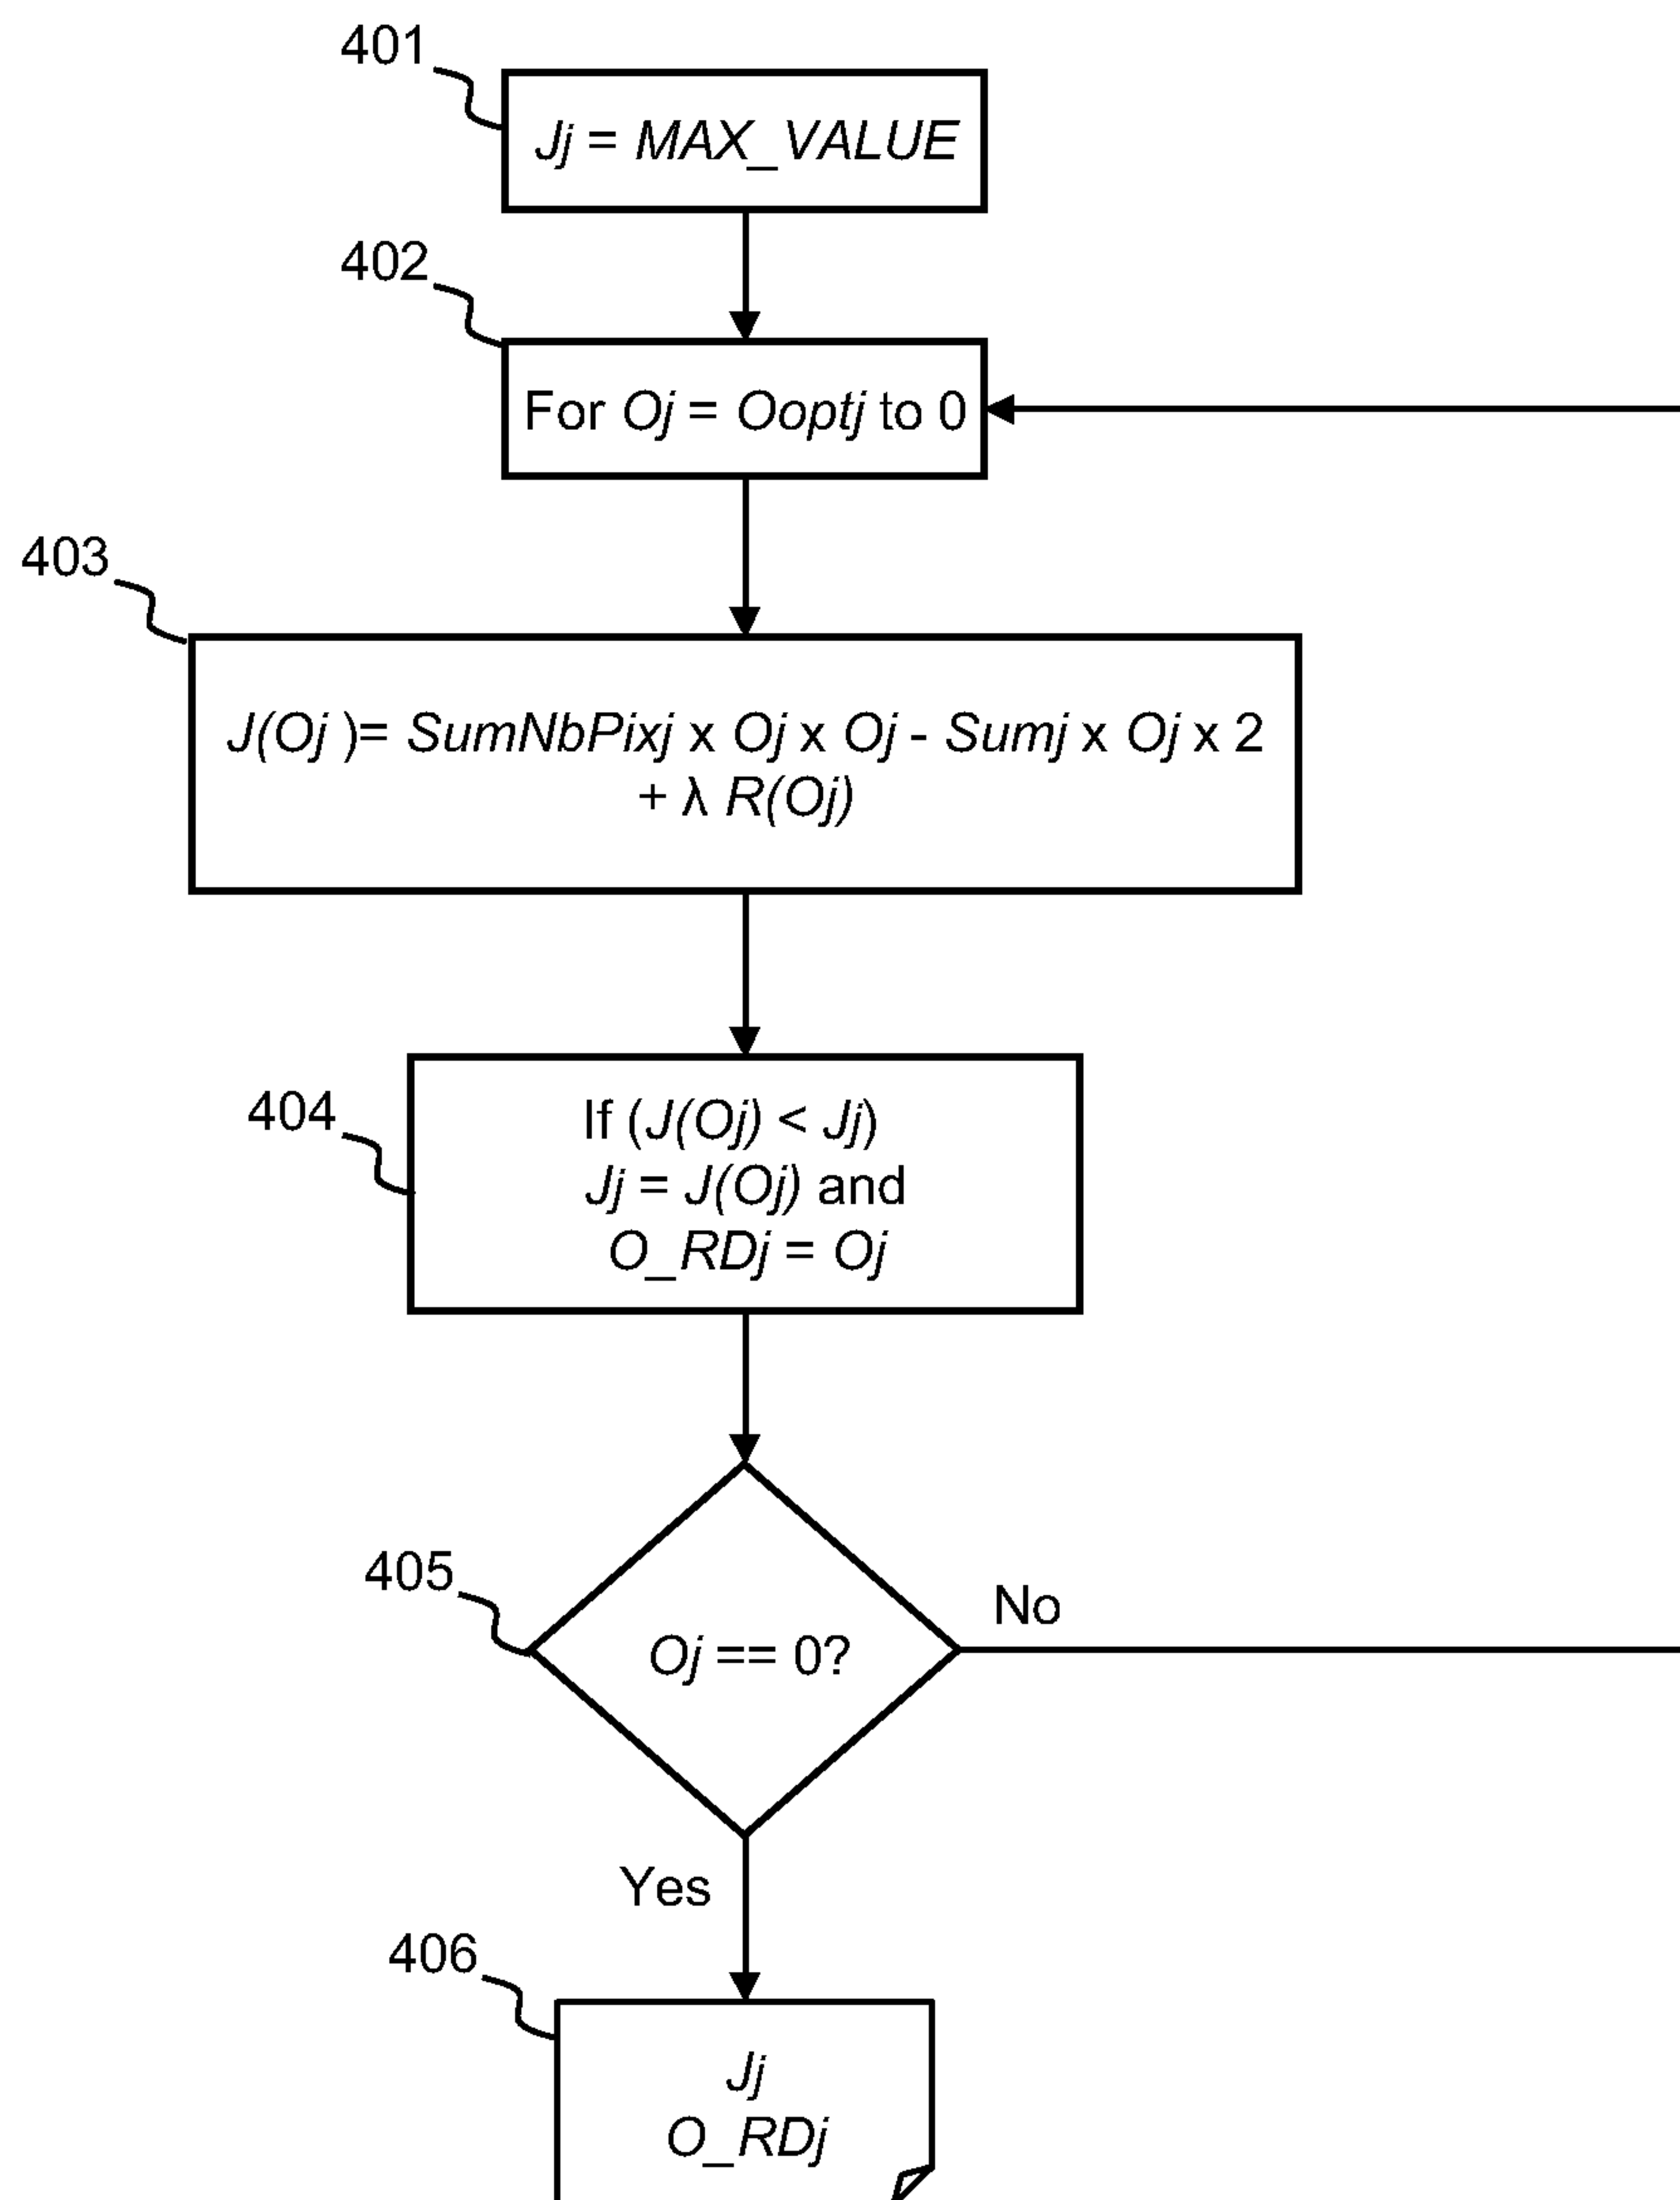 401
Jj = MAX_VALUE
402
For Oj = Ooptj to 0
403
J(Oj )= SumNbPixj x Oj x Oj - Sumj x Oj x 2
+ λ R(Oj)
404
If (J(Oj) < Jj)
Jj = J(Oj) and
O_RDj = Oj
405
Oj == 0?
No
Yes
406
Jj
O_RDj